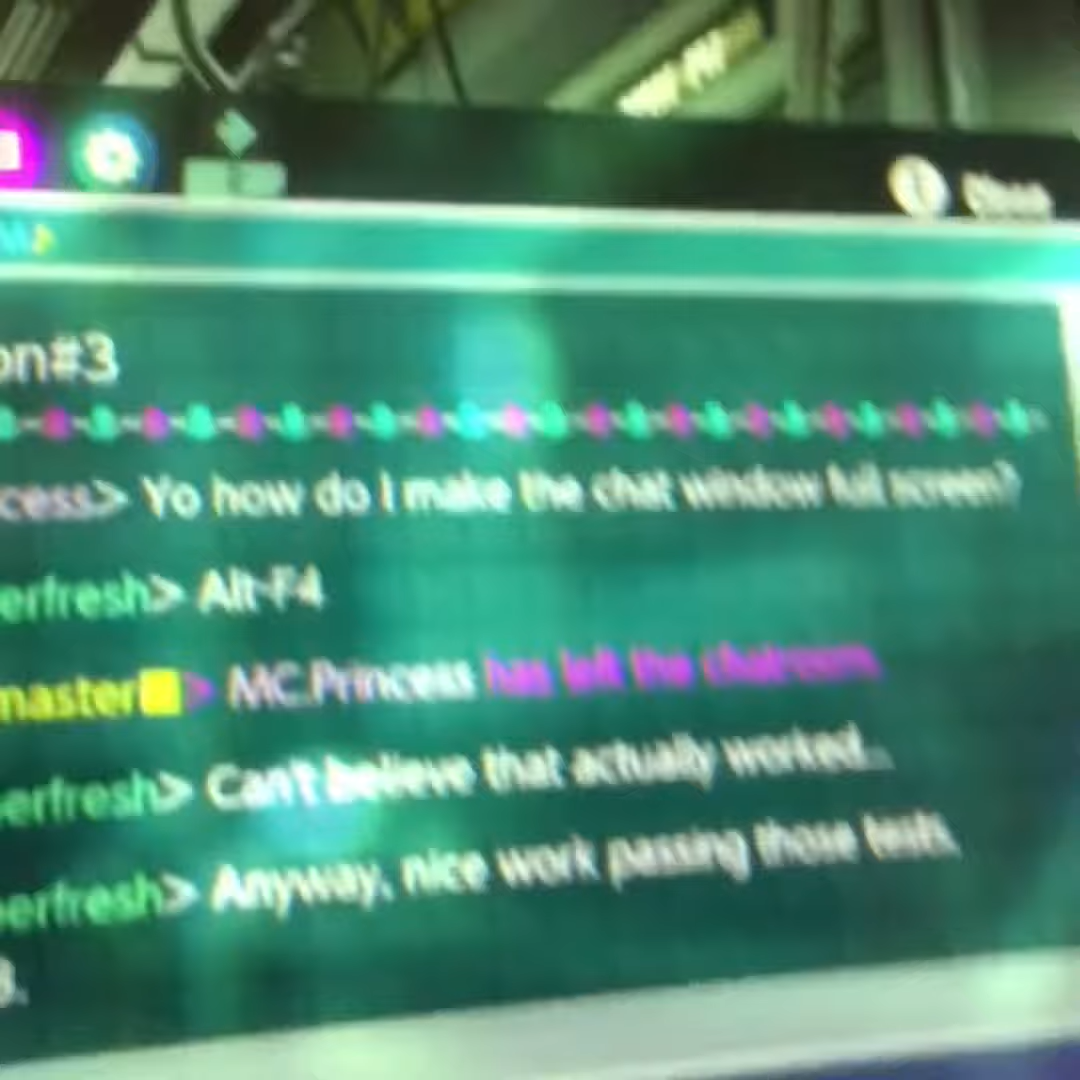 on#3
cess> Yo how do I make the chat window full screen?
erfresh> Alt-F4
master > MC.Princess has left the chatroom.
erfresh> Can't believe that actually worked...
erfresh> Anyway, nice work passing those tests,
3.